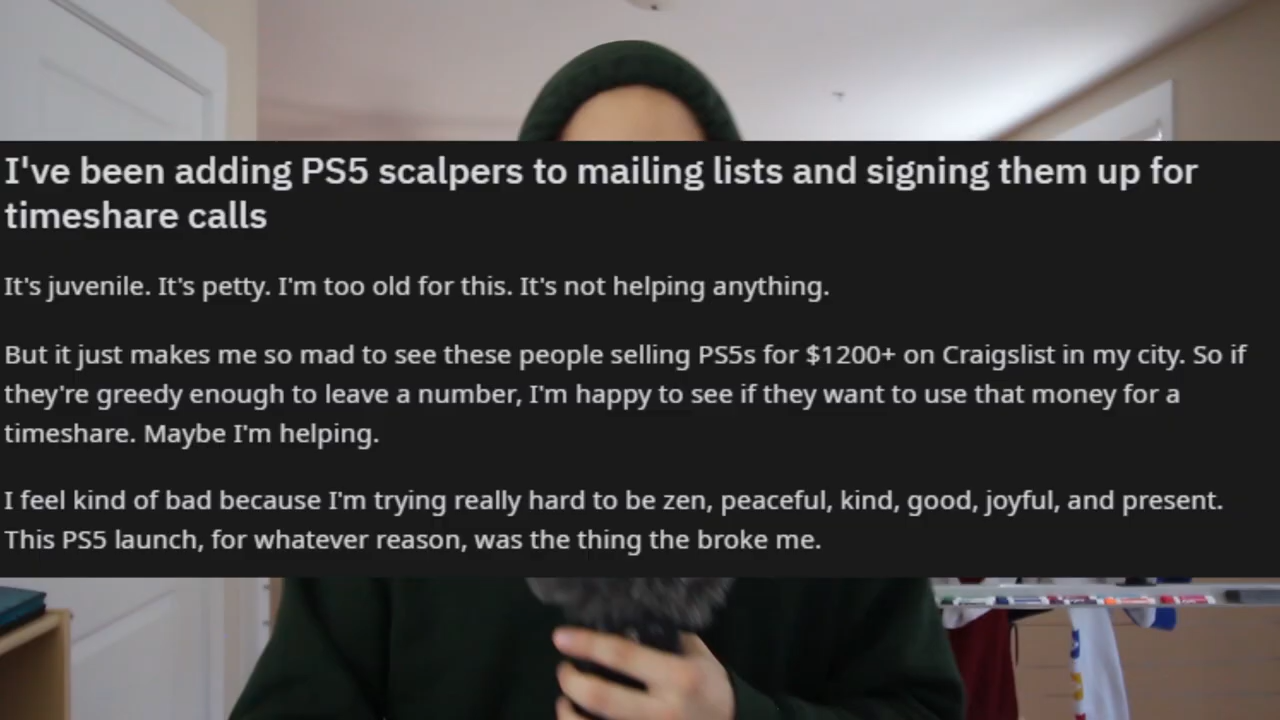 I've been adding PS5 scalpers to mailing lists and signing them up for
timeshare calls
It's juvenile. It's petty. I'm too old for this. It's not helping anything.
But it just makes me so mad to see these people selling PS5s for $1200+ on Craigslist in my city. So if
they're greedy enough to leave a number, I'm happy to see if they want to use that money for a
timeshare. Maybe I'm helping.
I feel kind of bad because I'm trying really hard to be zen, peaceful, kind, good, joyful, and present.
This PS5 launch, for whatever reason, was the thing the broke me.